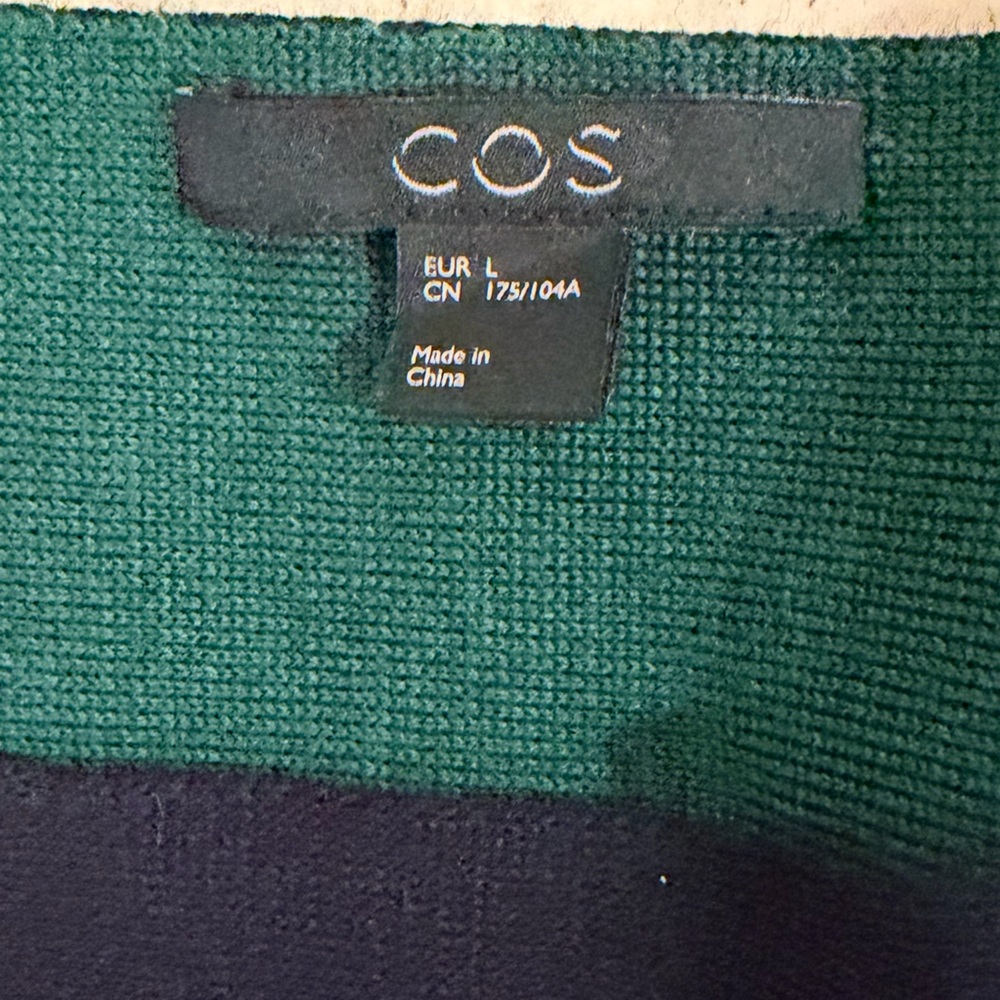 COS
EUR L
CN 175/104A
Made in
China